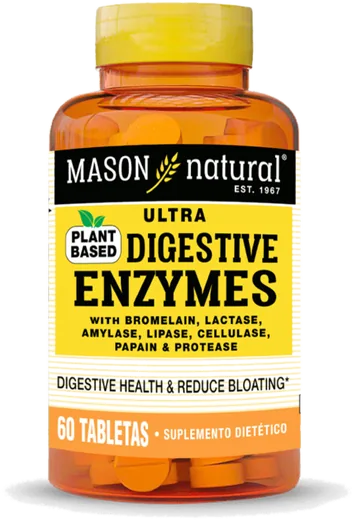 MASON natural®
EST. 1967
ULTRA
PLANT BASED
DIGESTIVE
ENZYMES
WITH BROMELAIN, LACTASE,
AMYLASE, LIPASE, CELLULASE,
PAPAIN & PROTEASE
DIGESTIVE HEALTH & REDUCE BLOATING*
60 TABLETAS • SUPLEMENTO DIETÉTICO